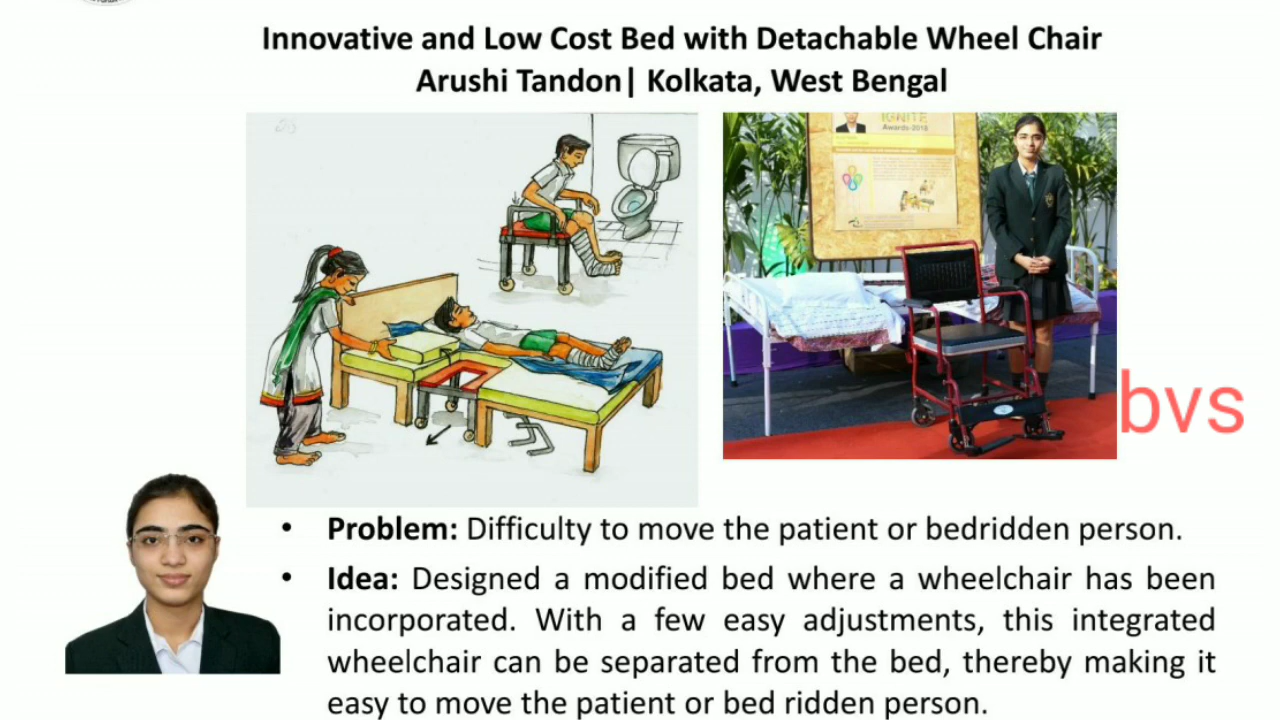 Innovative and Low Cost Bed with Detachable Wheel Chair
Arushi Tandon| Kolkata, West Bengal
IGNITE
Awards-2018
bvs
• Problem: Difficulty to move the patient or bedridden person.
• Idea: Designed a modified bed where a wheelchair has been
incorporated. With a few easy adjustments, this integrated
wheelchair can be separated from the bed, thereby making it
easy to move the patient or bed ridden person.